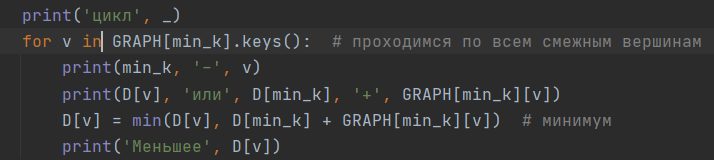 print('цикл', _)
for v in GRAPH[min_k].keys():  # проходимся по всем смежным вершинам
    print(min_k, '-', v)
    print(D[v], 'или', D[min_k], '+', GRAPH[min_k][v])
    D[v] = min(D[v], D[min_k] + GRAPH[min_k][v])  # минимум
    print('Меньшее', D[v])